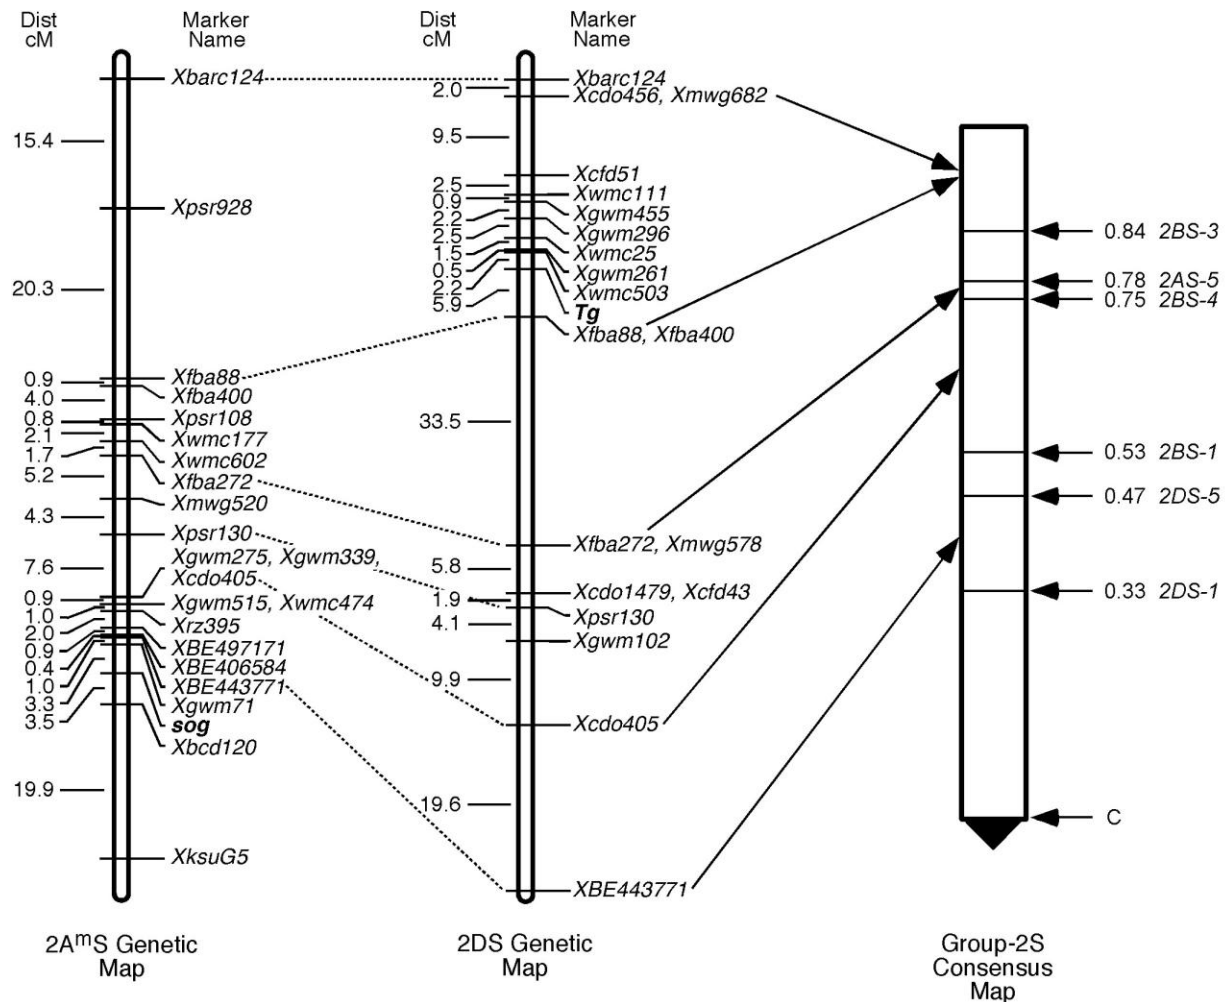 Dist
cM
Marker
Name
Xbarc124
15.4
Xpsr928
20.3
Xfba88
0.9
Xfba400
4.0
Xpsr108
0.8
Xwmc177
2.1
Xwmc602
1.7
Xfba272
5.2
Xmwg520
4.3
Xpsr130
Xgwm275, Xgwm339,
7.6
Xcdo405
0.9
Xgwm515, Xwmc474
1.0
Xrz395
2.0
XBE497171
0.9
XBE406584
0.4
XBE443771
1.0
Xgwm71
3.3
sog
3.5
Xbcd120
19.9
XksuG5
2AmS Genetic
Map
Dist
cM
Marker
Name
Xbarc124
2.0
Xcdo456, Xmwg682
9.5
Xcfd51
2.5
Xwmc111
0.9
Xgwm455
2.2
Xgwm296
2.5
Xwmc25
1.5
Xgwm261
0.5
Xwmc503
2.2
Tg
5.9
Xfba88, Xfba400
33.5
Xfba272, Xmwg578
5.8
Xcdo1479, Xcfd43
1.9
Xpsr130
4.1
Xgwm102
9.9
Xcdo405
19.6
XBE443771
2DS Genetic
Map
0.84 2BS-3
0.78 2AS-5
0.75 2BS-4
0.53 2BS-1
0.47 2DS-5
0.33 2DS-1
C
Group-2S
Consensus
Map